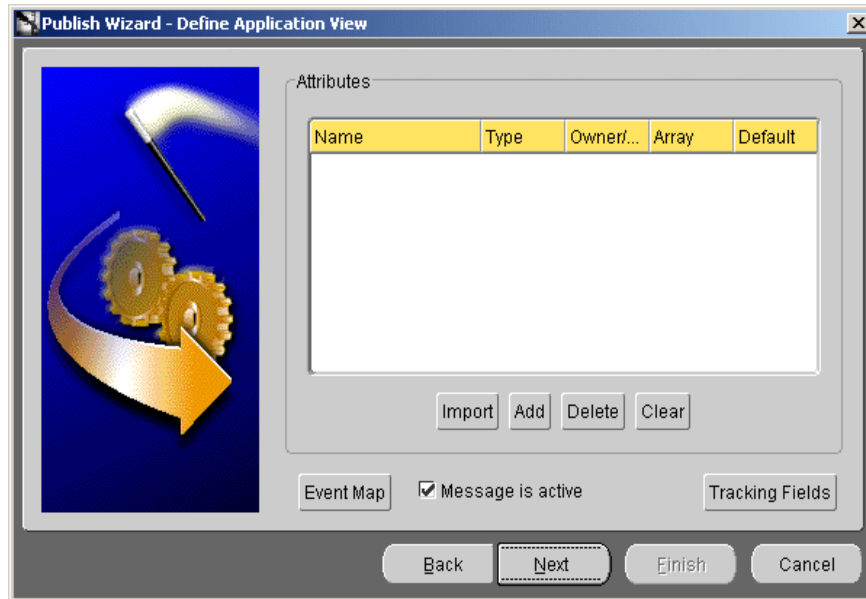 Publish Wizard - Define Application View
Attributes
Name Type Owner/... Array Default
Import Add Delete Clear
Event Map Message is active Tracking Fields
Back Next Finish Cancel